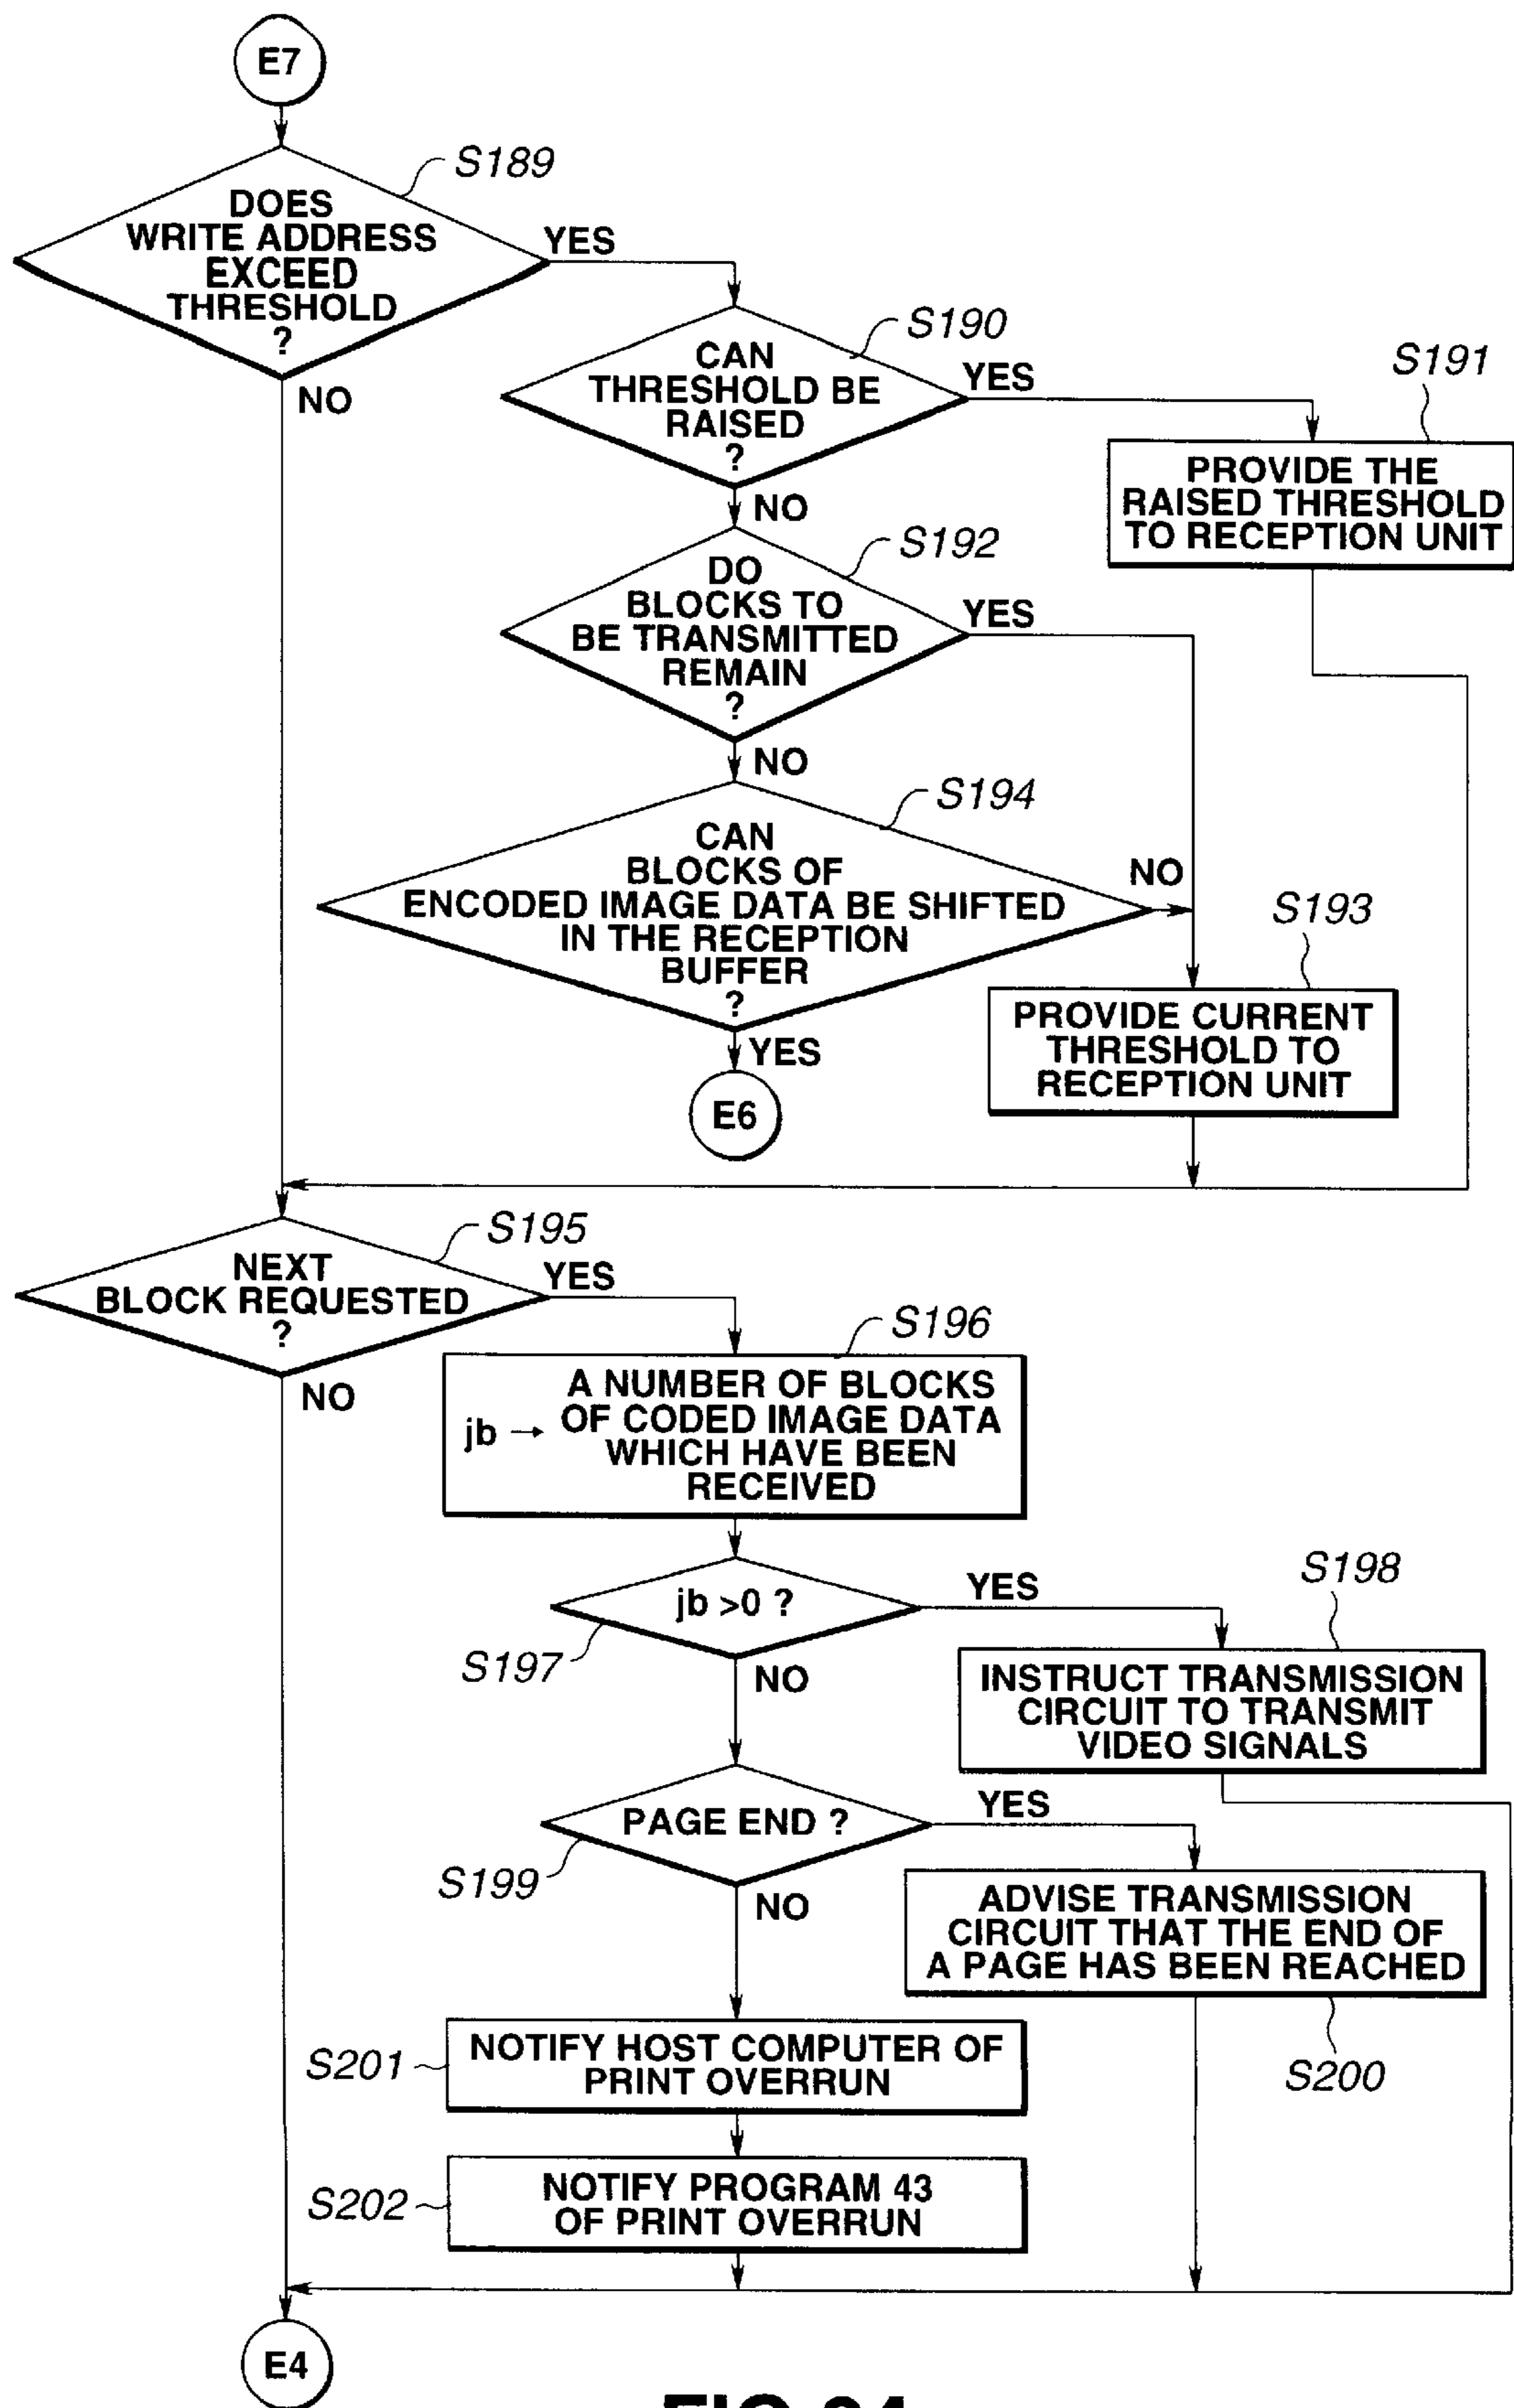 E7
S189
DOES
WRITE ADDRESS
EXCEED
THRESHOLD
?
YES
NO
S190
CAN
THRESHOLD BE
RAISED
?
YES
NO
S191
PROVIDE THE
RAISED THRESHOLD
TO RECEPTION UNIT
S192
DO
BLOCKS TO
BE TRANSMITTED
REMAIN
?
YES
NO
S194
CAN
BLOCKS OF
ENCODED IMAGE DATA BE SHIFTED
IN THE RECEPTION
BUFFER
?
NO
YES
S193
PROVIDE CURRENT
THRESHOLD TO
RECEPTION UNIT
E6
S195
NEXT
BLOCK REQUESTED
?
YES
NO
S196
jb → A NUMBER OF BLOCKS
OF CODED IMAGE DATA
WHICH HAVE BEEN
RECEIVED
S197
jb >0 ?
YES
NO
S198
INSTRUCT TRANSMISSION
CIRCUIT TO TRANSMIT
VIDEO SIGNALS
S199
PAGE END ?
YES
NO
ADVISE TRANSMISSION
CIRCUIT THAT THE END OF
A PAGE HAS BEEN REACHED
S200
S201
NOTIFY HOST COMPUTER OF
PRINT OVERRUN
S202
NOTIFY PROGRAM 43
OF PRINT OVERRUN
E4